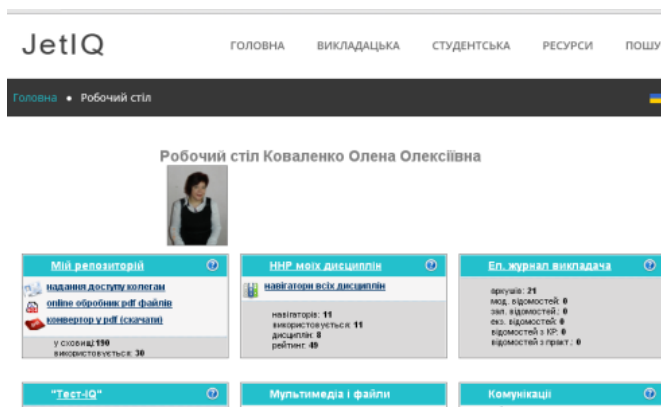 JetIQ
ГОЛОВНА ВИКЛАДАЦЬКА СТУДЕНТСЬКА РЕСУРСИ ПОШУ
Головна • Робочий стіл
Робочий стіл Коваленко Олена Олексіївна
Мій репозиторій
надання доступу колегам
online обробник pdf файлів
конвертор у pdf (скачати)
у сховищі:190
використовується: 30
ННР моїх дисциплін
навігатори всіх дисциплін
навігаторів: 11
використовується: 11
дисциплін: 8
рейтинг: 49
Ел. журнал викладача
аркушів: 21
мод. відомостей: 0
зал. відомостей.: 0
екз. відомостей: 0
відомостей з КР: 0
відомостей з практ.: 0
"Тест-IQ"
Мультимедіа і файли
Комунікації